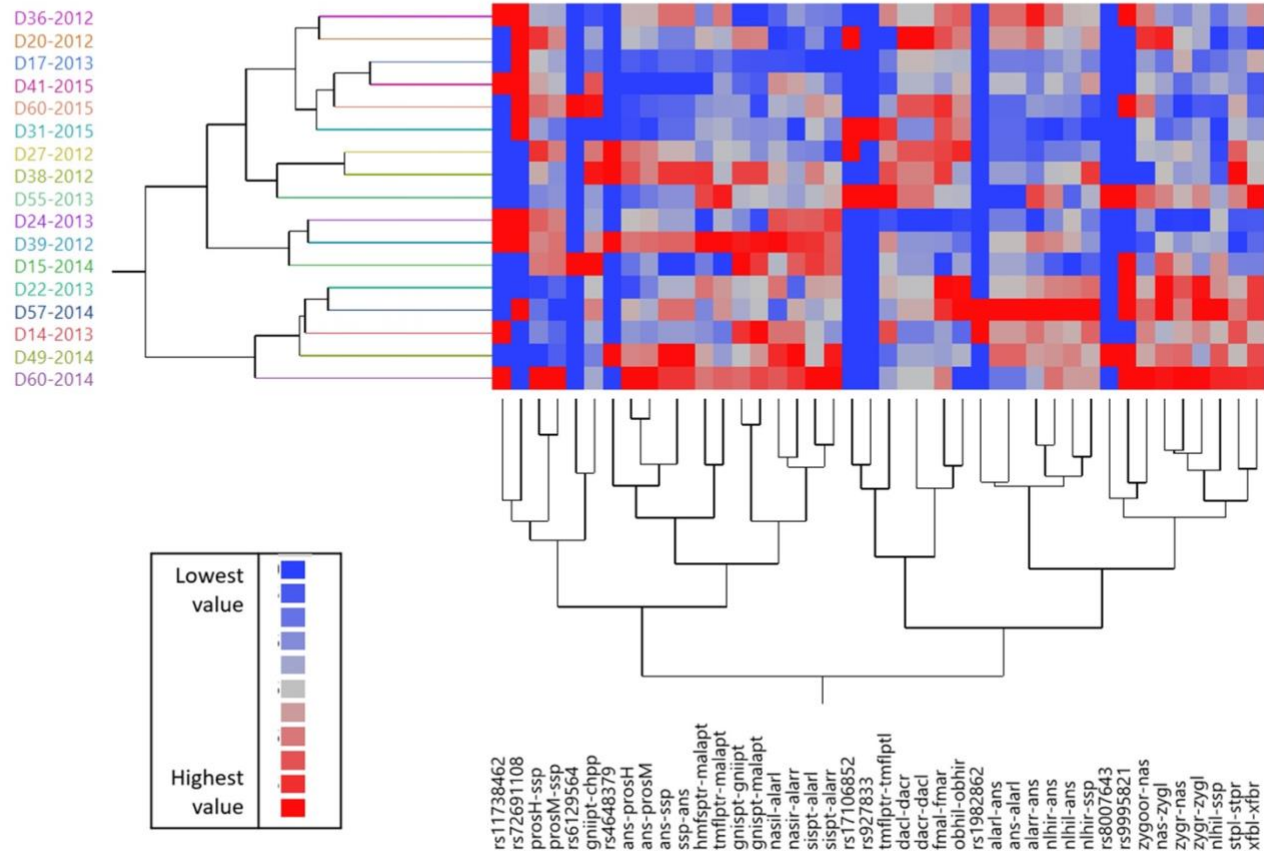 D36-2012
D20-2012
D17-2013
D41-2015
D60-2015
D31-2015
D27-2012
D38-2012
D55-2013
D24-2013
D39-2012
D15-2014
D22-2013
D57-2014
D14-2013
D49-2014
D60-2014
Lowest
value
Highest
value
rs11738462
rs72691108
prosH-ssp
prosM-ssp
rs6129564
gniipt-chpp
rs4648379
ans-prosH
ans-prosM
ans-ssp
ssp-ans
hmfsptr-malapt
tmflptr-malapt
gnispt-gniipt
gnispt-malapt
nasil-alarl
nasir-alarr
sispt-alarl
sispt-alarr
rs17106852
rs927833
tmflptr-tmflptl
dacl-dacr
dacr-dacl
fmal-fmar
obhil-obhir
rs1982862
alarl-ans
ans-alarl
alarr-ans
nlhir-ans
nlhil-ans
nlhir-ssp
rs8007643
rs9995821
zygoor-nas
nas-zygl
zygr-nas
zygr-zygl
nlhil-ssp
stpl-stpr
xfbl-xfbr